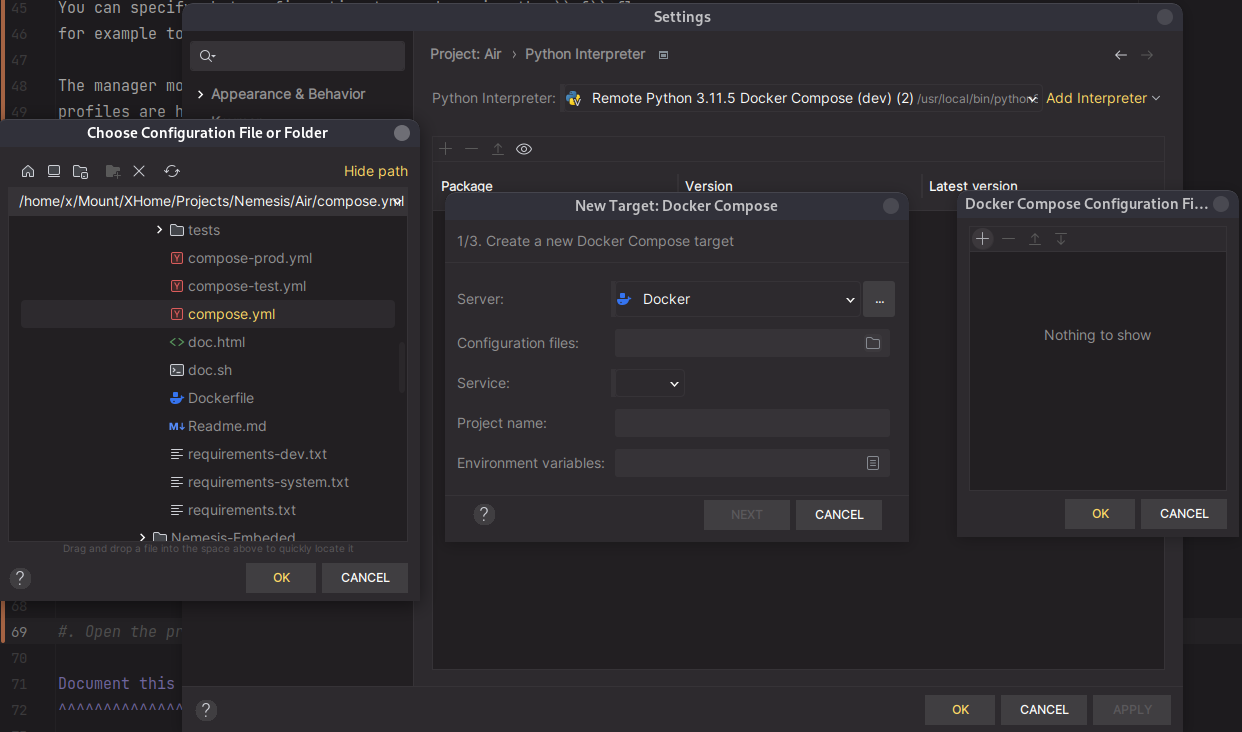 45 You can specify
46 for example to
47
48 The manager mo
49 profiles are h
Settings
Project: Air › Python Interpreter
Appearance & Behavior
Python Interpreter: Remote Python 3.11.5 Docker Compose (dev) (2) /usr/local/bin/python Add Interpreter
Package Version Latest version
Choose Configuration File or Folder
Hide path
/home/x/Mount/XHome/Projects/Nemesis/Air/compose.yml
tests
compose-prod.yml
compose-test.yml
compose.yml
<> doc.html
doc.sh
Dockerfile
M↓ Readme.md
requirements-dev.txt
requirements-system.txt
requirements.txt
Nemesis-Embeded
Drag and drop a file into the space above to quickly locate it
? OK CANCEL
New Target: Docker Compose
1/3. Create a new Docker Compose target
Server: Docker ...
Configuration files:
Service:
Project name:
Environment variables:
? NEXT CANCEL
Docker Compose Configuration Fi...
Nothing to show
OK CANCEL
68
69 #. Open the pr
70
71 Document this
72 ^^^^^^^^^^^^^^
? OK CANCEL APPLY